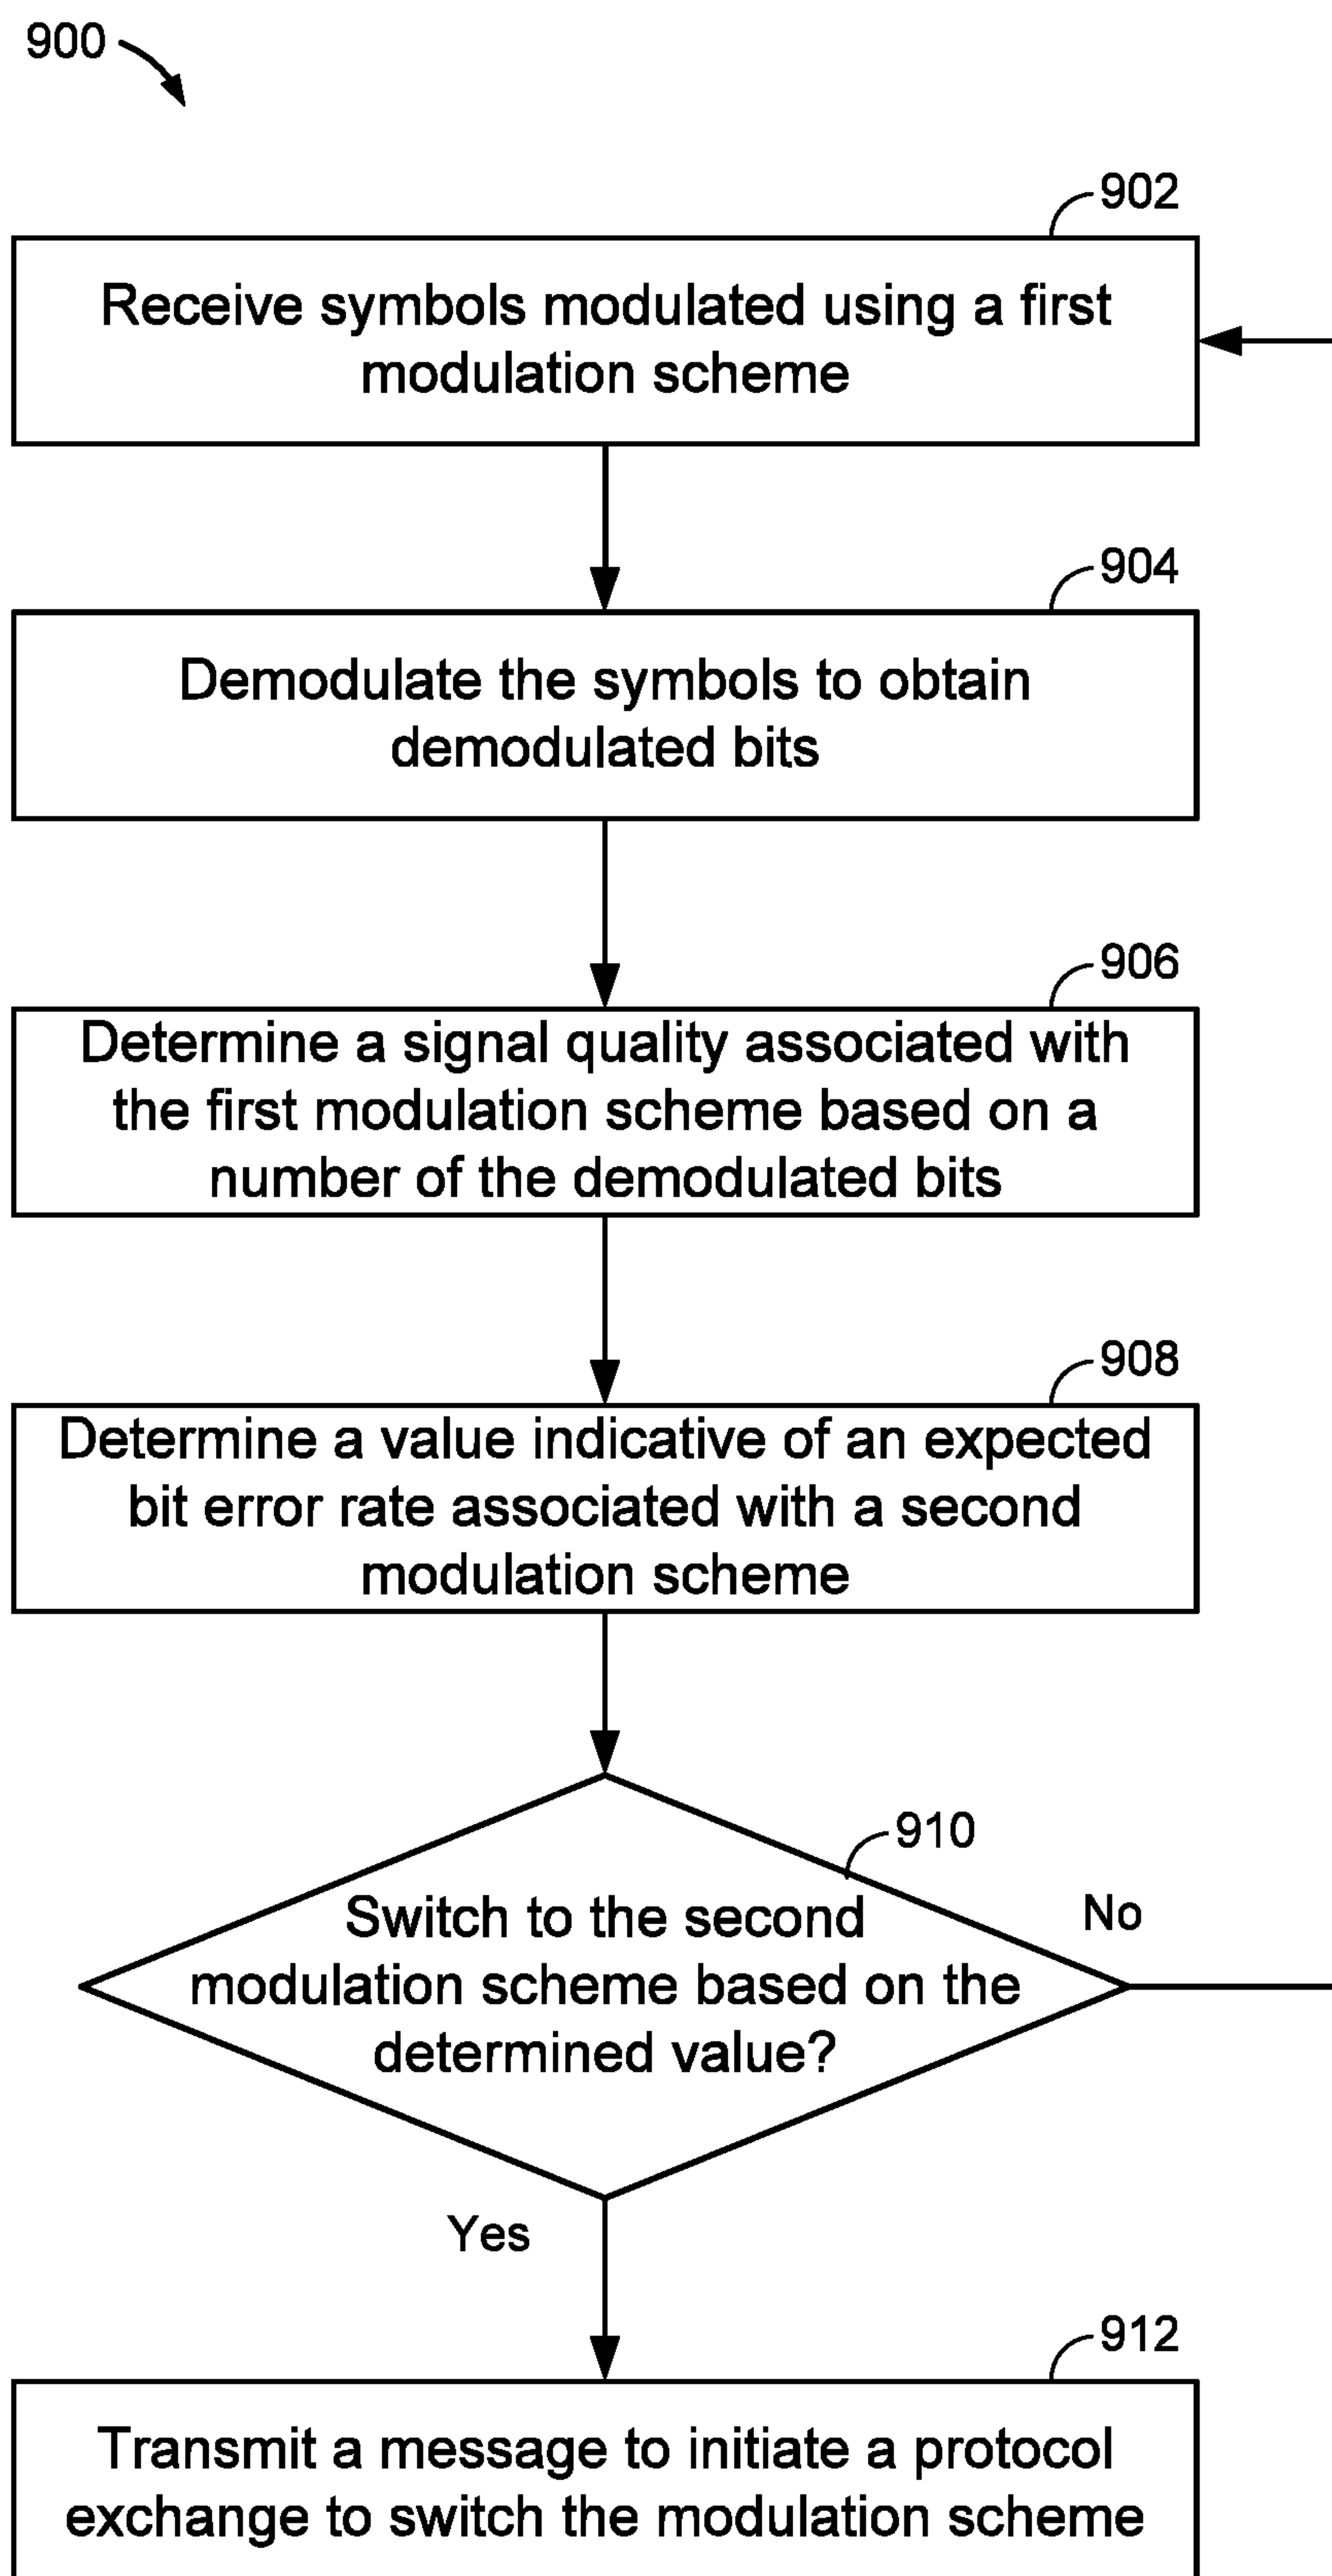 900
902
Receive symbols modulated using a first
modulation scheme
904
Demodulate the symbols to obtain
demodulated bits
906
Determine a signal quality associated with
the first modulation scheme based on a
number of the demodulated bits
908
Determine a value indicative of an expected
bit error rate associated with a second
modulation scheme
910
Switch to the second
modulation scheme based on the
determined value?
No
Yes
912
Transmit a message to initiate a protocol
exchange to switch the modulation scheme